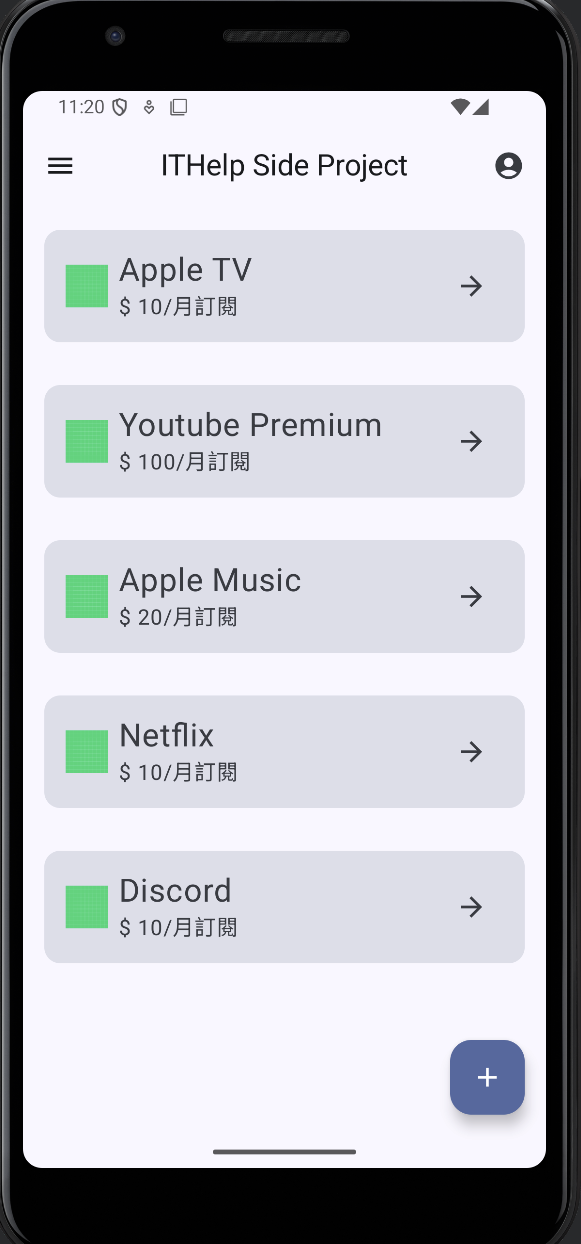 11:20
ITHelp Side Project
Apple TV
$ 10/月訂閱
Youtube Premium
$ 100/月訂閱
Apple Music
$ 20/月訂閱
Netflix
$ 10/月訂閱
Discord
$ 10/月訂閱